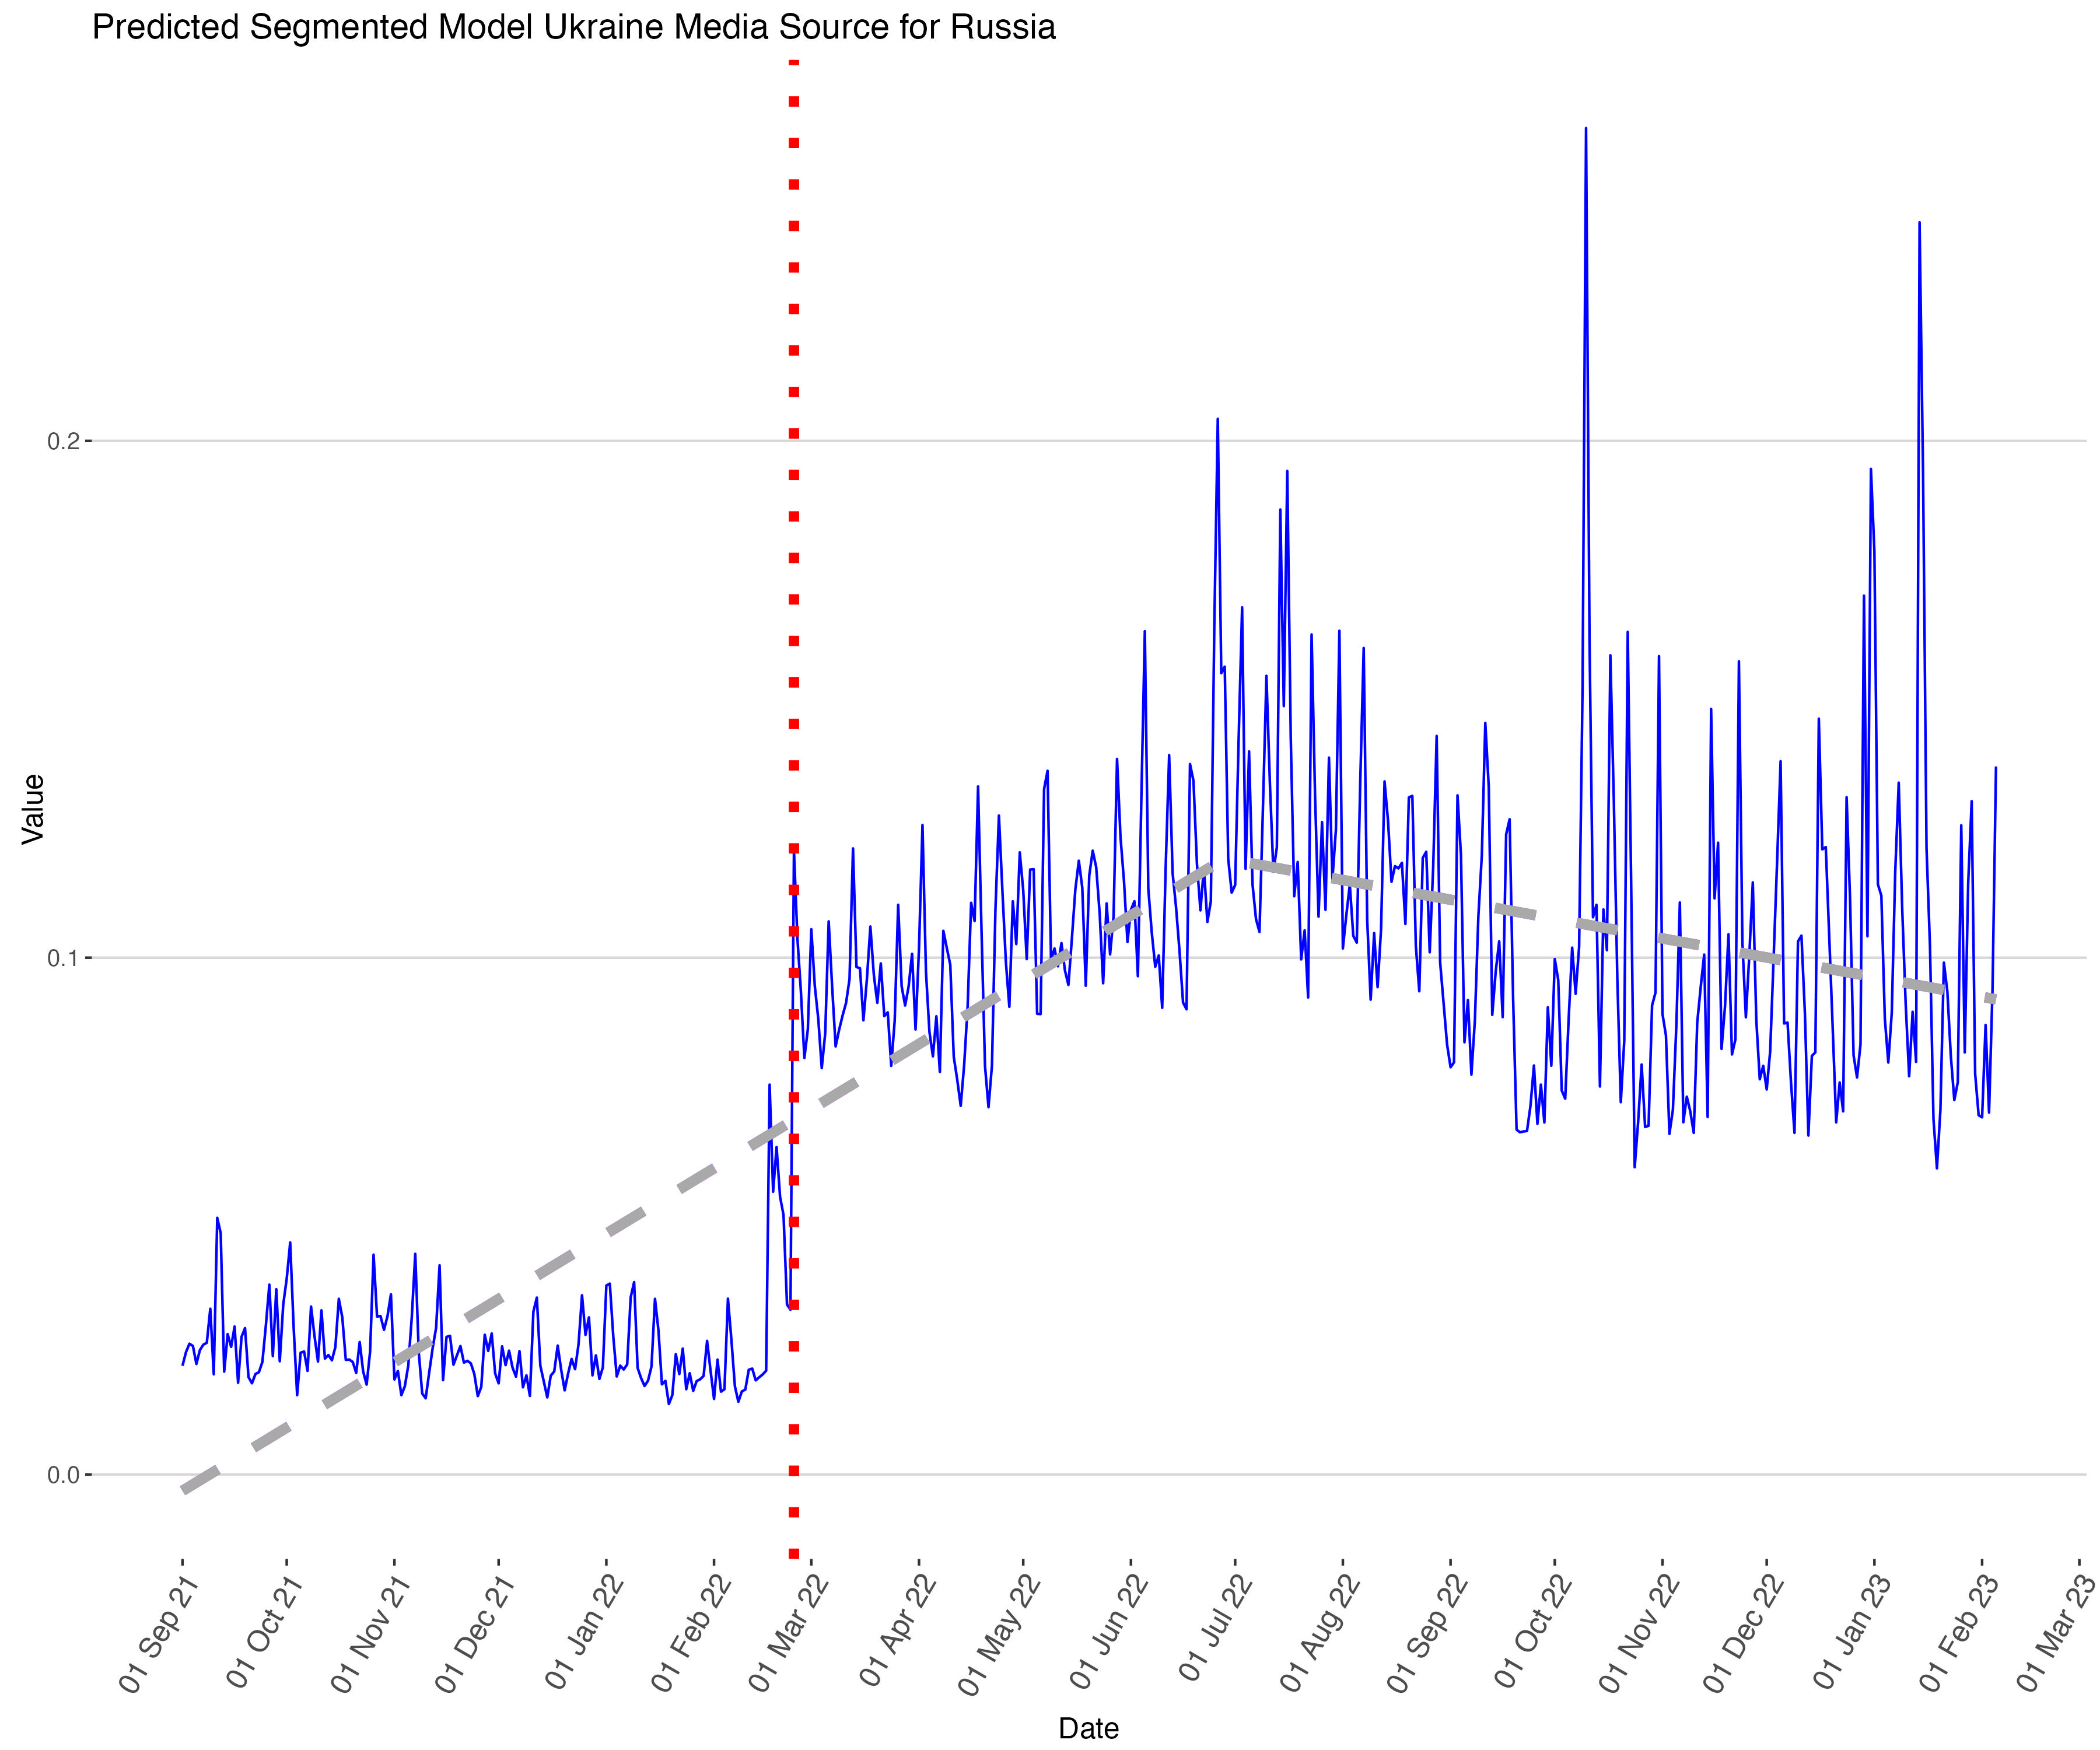 Predicted Segmented Model Ukraine Media Source for Russia
Value
0.2
0.1
0.0
01 Sep 21
01 Oct 21
01 Nov 21
01 Dec 21
01 Jan 22
01 Feb 22
01 Mar 22
01 Apr 22
01 May 22
01 Jun 22
01 Jul 22
01 Aug 22
01 Sep 22
01 Oct 22
01 Nov 22
01 Dec 22
01 Jan 23
01 Feb 23
01 Mar 23
Date